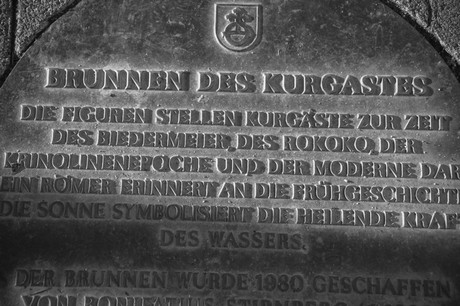 BRUNNEN DES KURGASTES
DIE FIGUREN STELLEN KURGÄSTE ZUR ZEIT
DES BIEDERMEIER, DES ROKOKO, DER
KRINOLINENEPOCHE UND DER MODERNE DAR
EIN RÖMER ERINNERT AN DIE FRÜHGESCHICHTE
DIE SONNE SYMBOLISIERT DIE HEILENDE KRAFT
DES WASSERS.
DER BRUNNEN WURDE 1980 GESCHAFFEN
VON BONIFATIUS